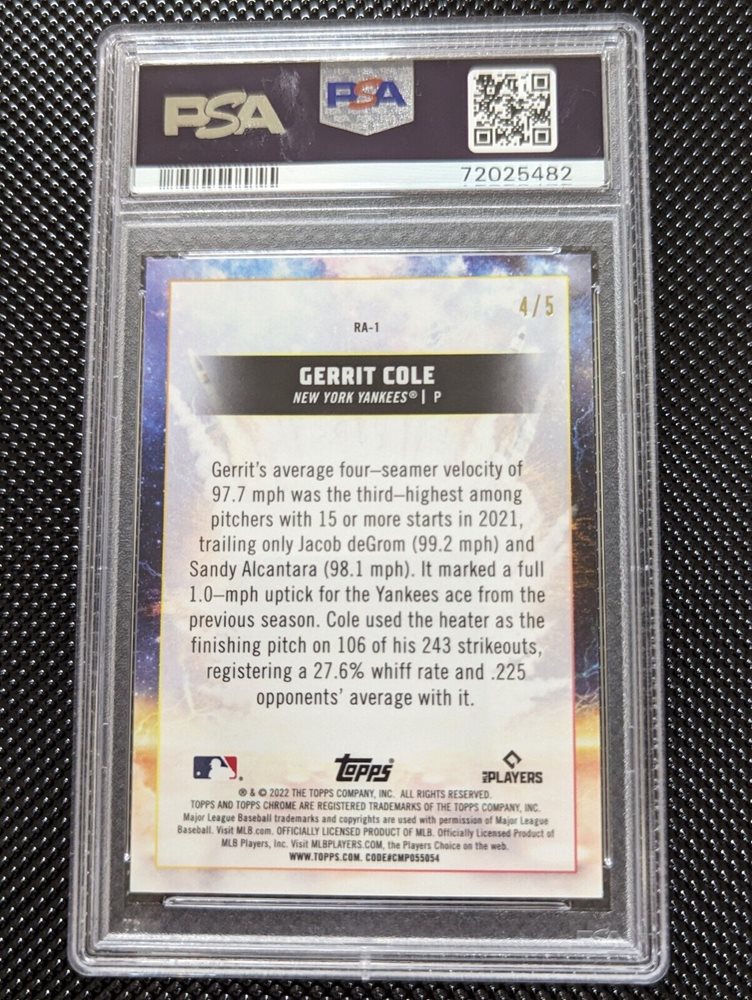 PSA
PSA
72025482
4/5
RA-1
GERRIT COLE
NEW YORK YANKEES® | P
Gerrit's average four–seamer velocity of
97.7 mph was the third–highest among
pitchers with 15 or more starts in 2021,
trailing only Jacob deGrom (99.2 mph) and
Sandy Alcantara (98.1 mph). It marked a full
1.0–mph uptick for the Yankees ace from the
previous season. Cole used the heater as the
finishing pitch on 106 of his 243 strikeouts,
registering a 27.6% whiff rate and .225
opponents' average with it.
Topps®
MLB PLAYERS
® & © 2022 THE TOPPS COMPANY, INC. ALL RIGHTS RESERVED.
TOPPS AND TOPPS CHROME ARE REGISTERED TRADEMARKS OF THE TOPPS COMPANY, INC.
Major League Baseball trademarks and copyrights are used with permission of Major League
Baseball. Visit MLB.com. OFFICIALLY LICENSED PRODUCT OF MLB. Officially Licensed Product of
MLB Players, Inc. Visit MLBPLAYERS.COM, the Players Choice on the web.
WWW.TOPPS.COM. CODE#CMP055054
PSA